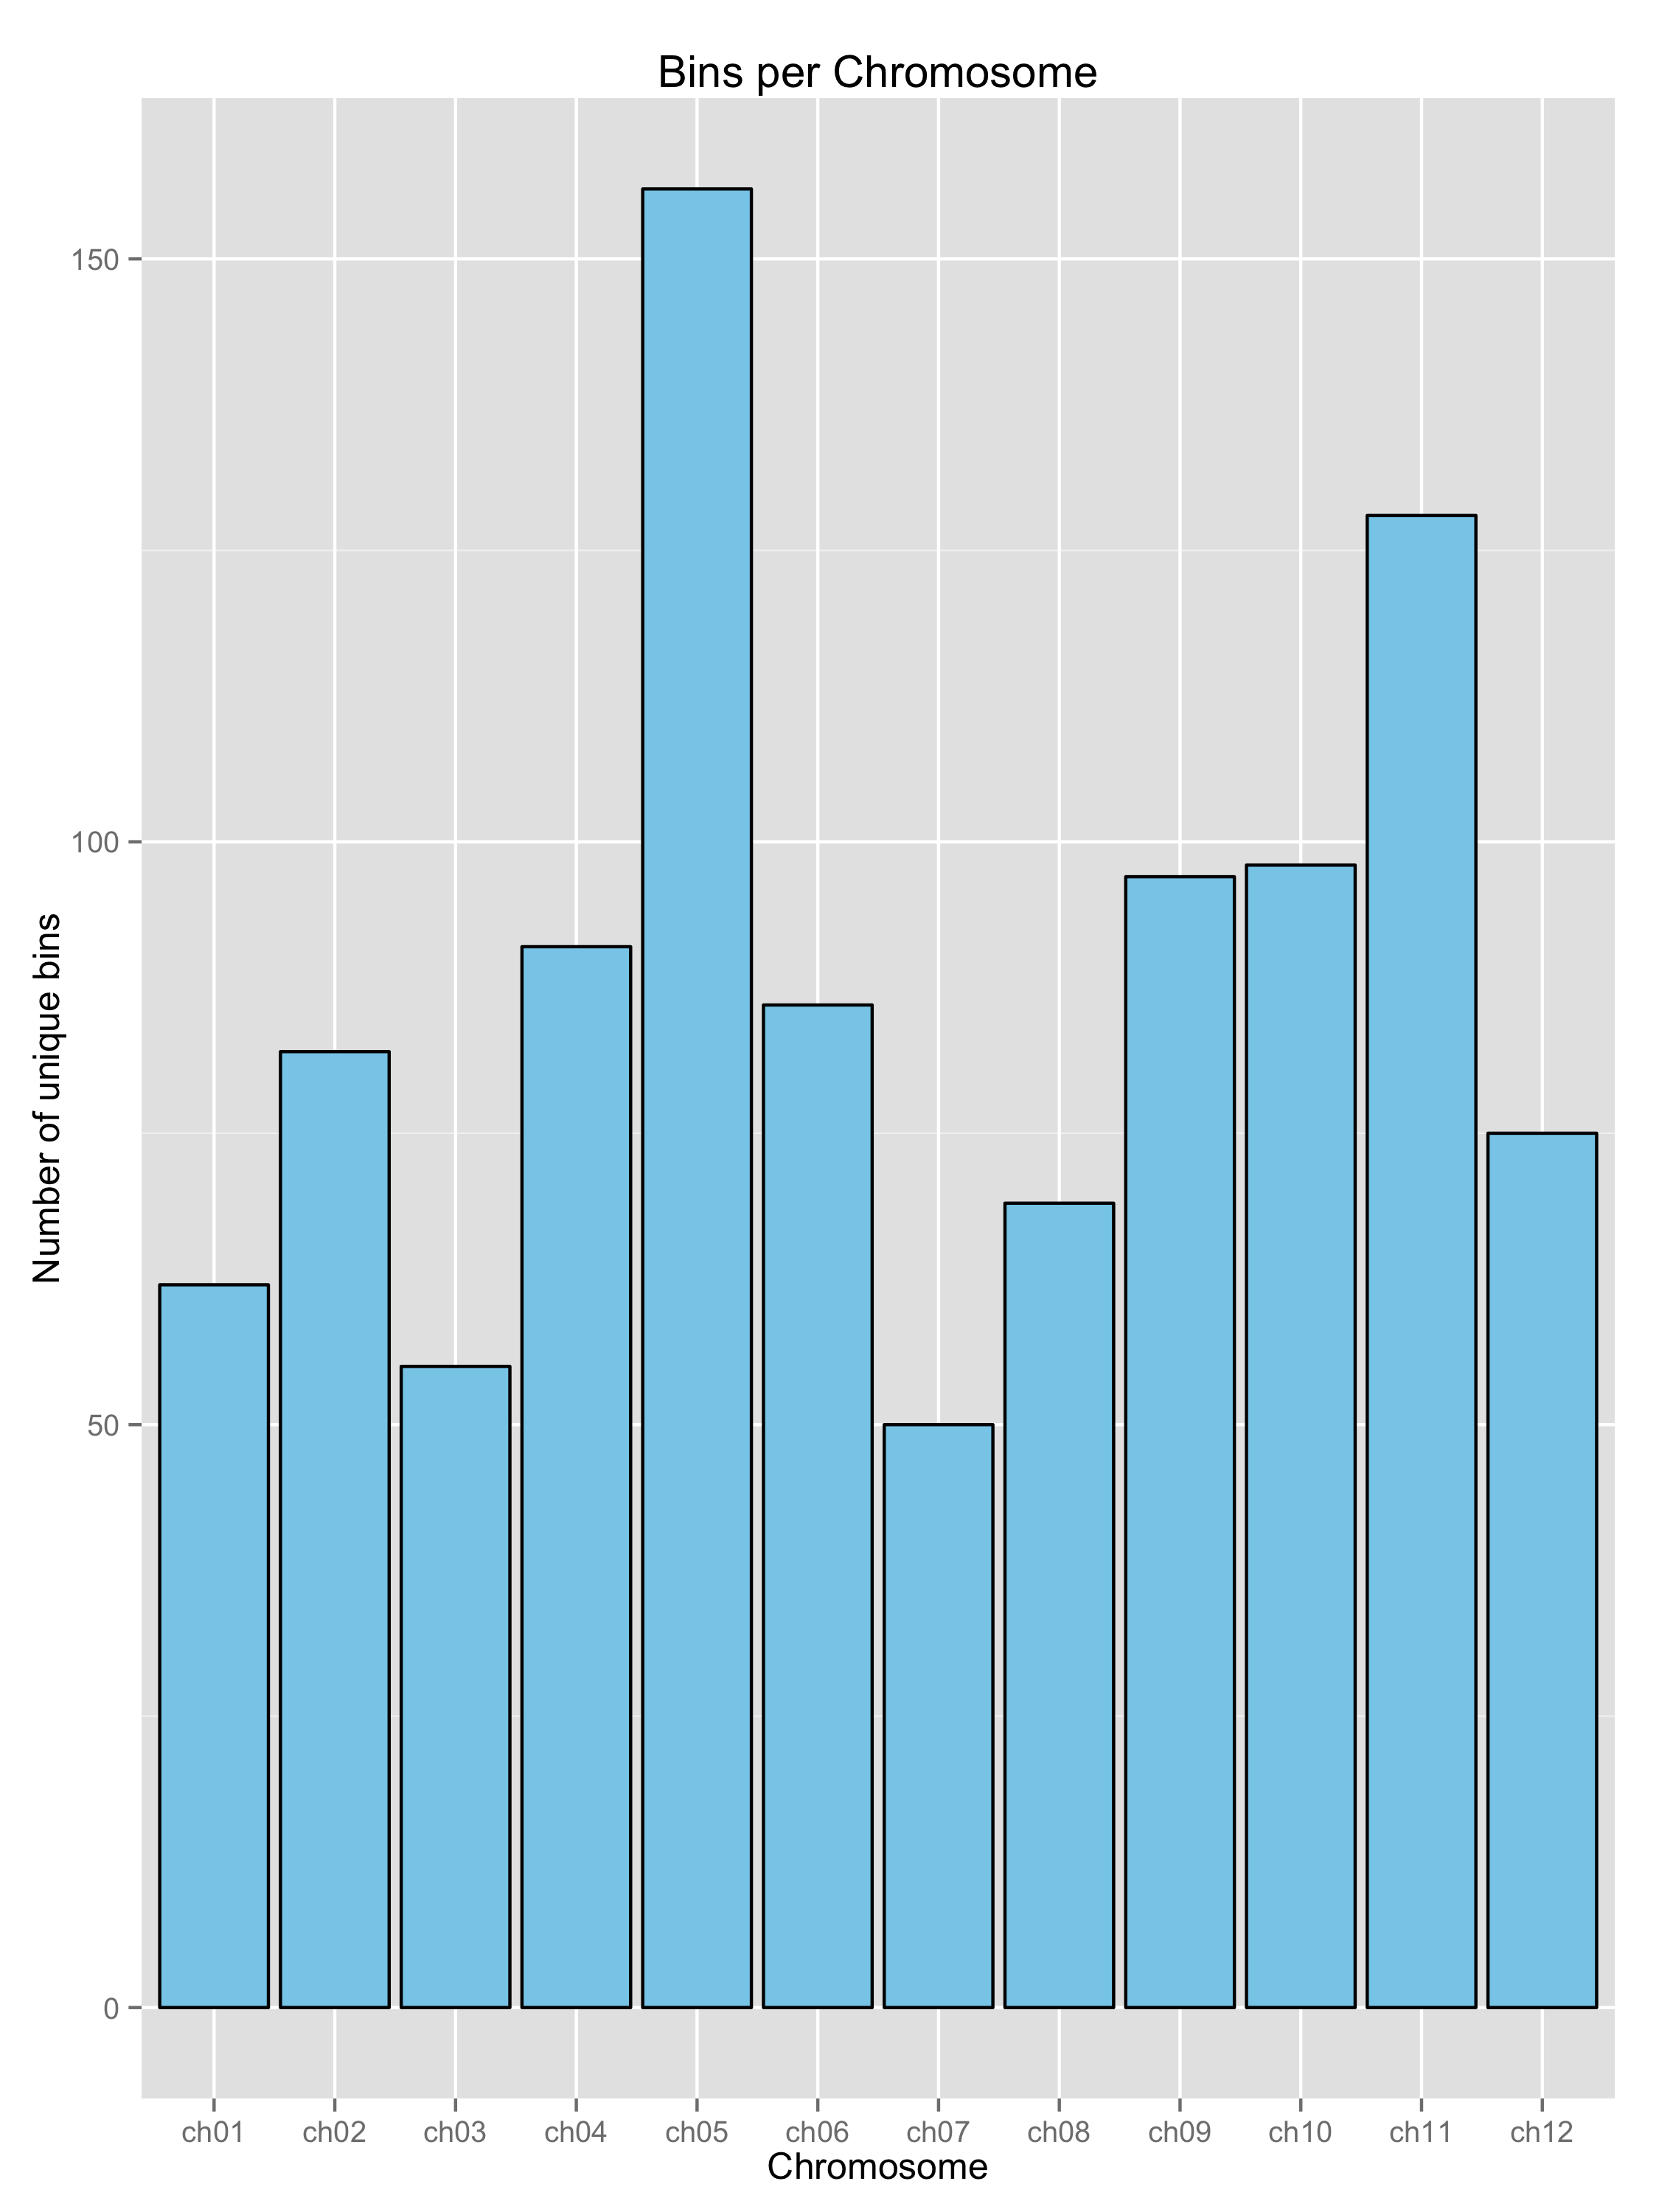 Bins per Chromosome
Number of unique bins
150
100
50
0
ch01 ch02 ch03 ch04 ch05 ch06 ch07 ch08 ch09 ch10 ch11 ch12
Chromosome